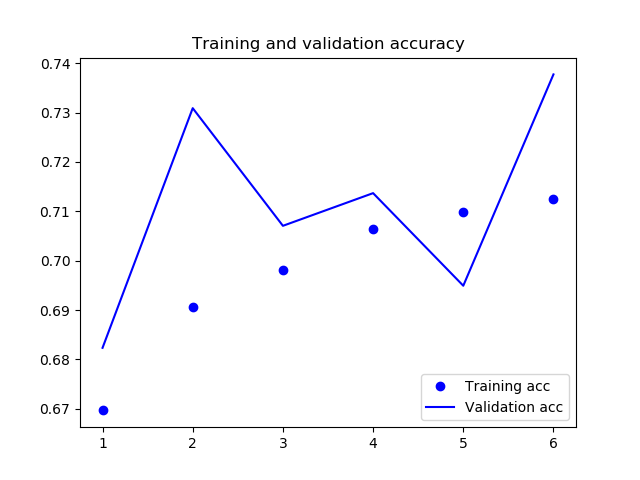 Training and validation accuracy
0.74
0.73
0.72
0.71
0.70
0.69
0.68
0.67
Training acc
Validation acc
1 2 3 4 5 6